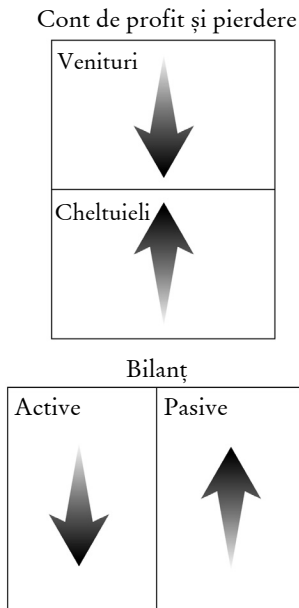 Cont de profit și pierdere
Venituri
Cheltuieli
Bilanț
Active
Pasive